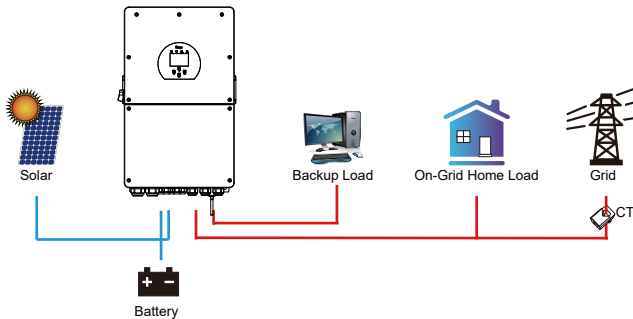 Solar
Backup Load
On-Grid Home Load
Grid
CT
Battery